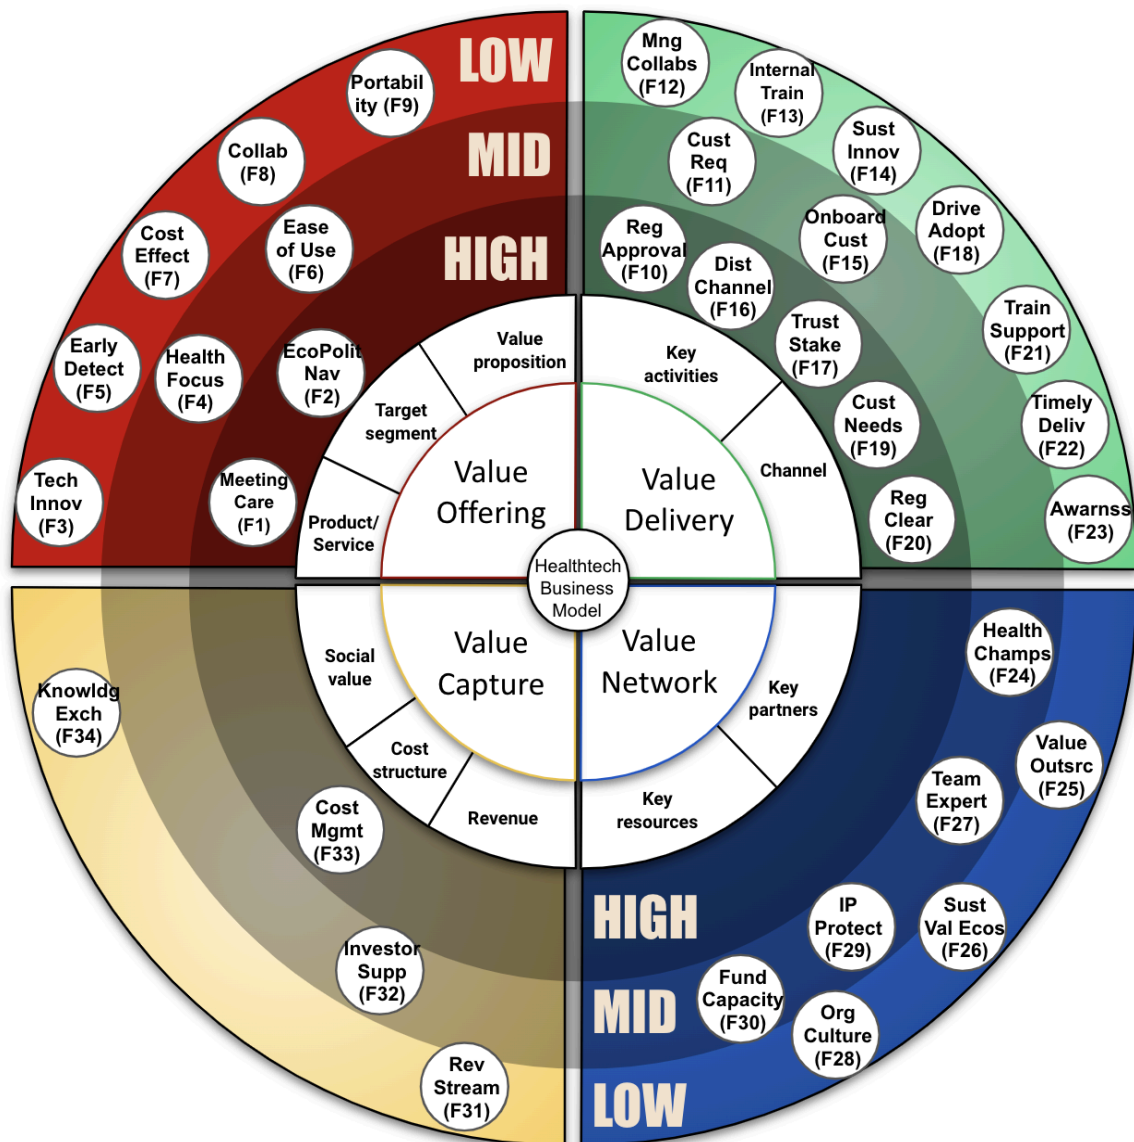 LOW
MID
HIGH
Portabil
ity (F9)
Collab
(F8)
Cost
Effect
(F7)
Ease
of Use
(F6)
Early
Detect
(F5)
Health
Focus
(F4)
EcoPolit
Nav
(F2)
Tech
Innov
(F3)
Meeting
Care
(F1)
Value
proposition
Target
segment
Product/
Service
Value
Offering
Mng
Collabs
(F12)
Internal
Train
(F13)
Cust
Req
(F11)
Sust
Innov
(F14)
Reg
Approval
(F10)
Dist
Channel
(F16)
Onboard
Cust
(F15)
Drive
Adopt
(F18)
Trust
Stake
(F17)
Train
Support
(F21)
Cust
Needs
(F19)
Timely
Deliv
(F22)
Reg
Clear
(F20)
Awarnss
(F23)
Key
activities
Channel
Value
Delivery
Healthtech
Business
Model
Value
Capture
Social
value
Cost
structure
Revenue
Knowldg
Exch
(F34)
Cost
Mgmt
(F33)
Investor
Supp
(F32)
Rev
Stream
(F31)
Value
Network
Key
partners
Key
resources
Health
Champs
(F24)
Value
Outsrc
(F25)
Team
Expert
(F27)
IP
Protect
(F29)
Sust
Val Ecos
(F26)
Fund
Capacity
(F30)
Org
Culture
(F28)
HIGH
MID
LOW